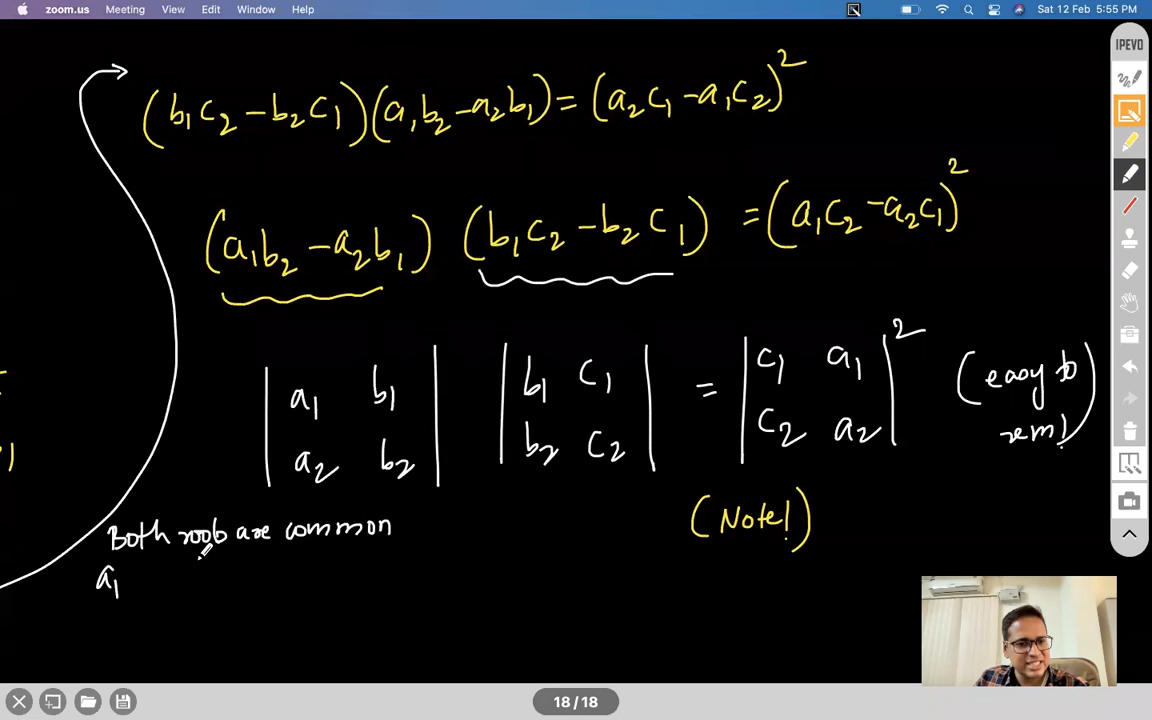 zoom.us Meeting View Edit Window Help Sat 12 Feb 5:55 PM
IPEVO
(b₁c₂ – b₂c₁)(a₁b₂ – a₂b₁) = (a₂c₁ – a₁c₂)²
(a₁b₂ – a₂b₁) (b₁c₂ – b₂c₁) = (a₁c₂ – a₂c₁)²
| a₁ b₁ | | b₁ c₁ | = | c₁ a₁ |² (easy to
| a₂ b₂ | | b₂ c₂ | | c₂ a₂ | rem!)
(Note!)
Both roots are common
a₁
18/18